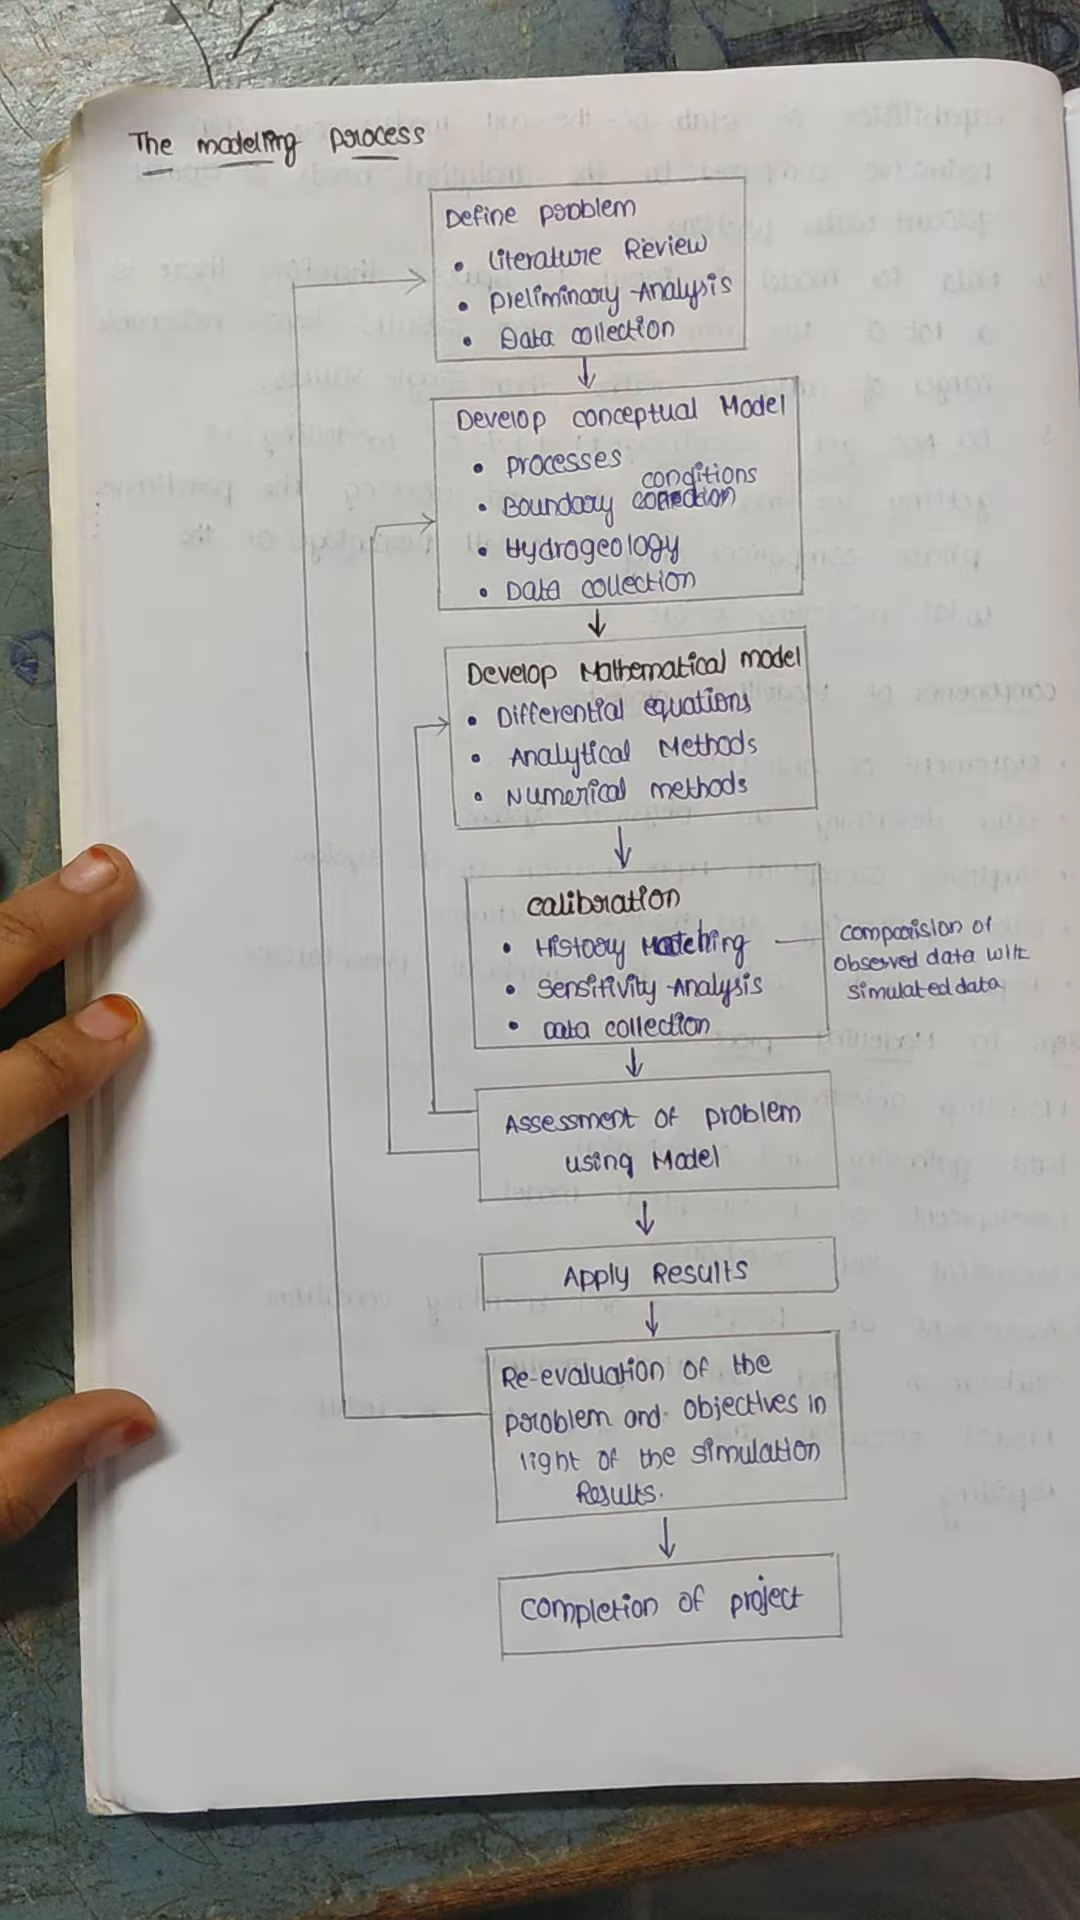 The modelling process
Define problem
• Literature Review
• Preliminary Analysis
• Data collection
Develop conceptual Model
• Processes
conditions
• Boundary
• Hydrogeology
• Data collection
Develop Mathematical model
• Differential equations
• Analytical Methods
• Numerical methods
calibration
• History Matching
• Sensitivity Analysis
• Data collection
comparision of
observed data with
simulated data
Assessment of problem
using Model
Apply Results
Re-evaluation of the
problem and objectives in
light of the simulation
Results.
completion of project